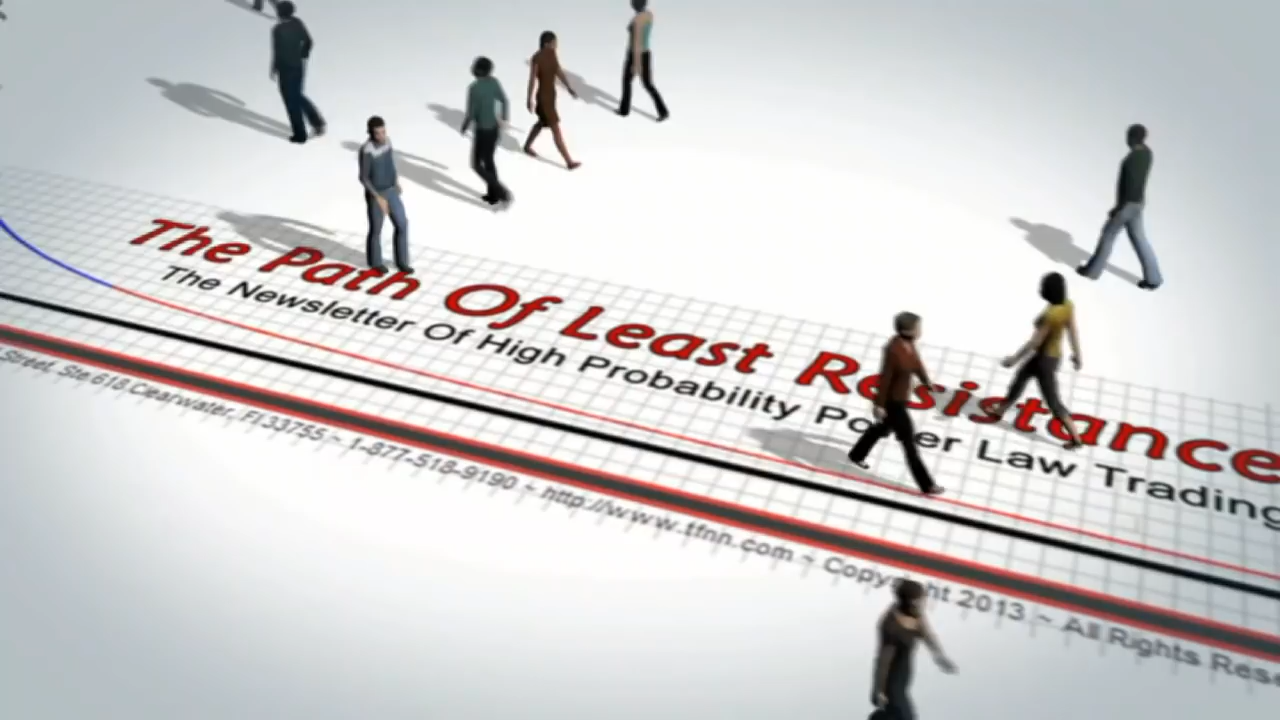 The Path Of Least Resistance
The Newsletter Of High Probability Power Law Trading
Street, Ste 618 Clearwater, Fl 33755 ~ 1-877-518-9190 ~ http://www.tfnn.com ~ Copyright 2013 ~ All Rights Rese